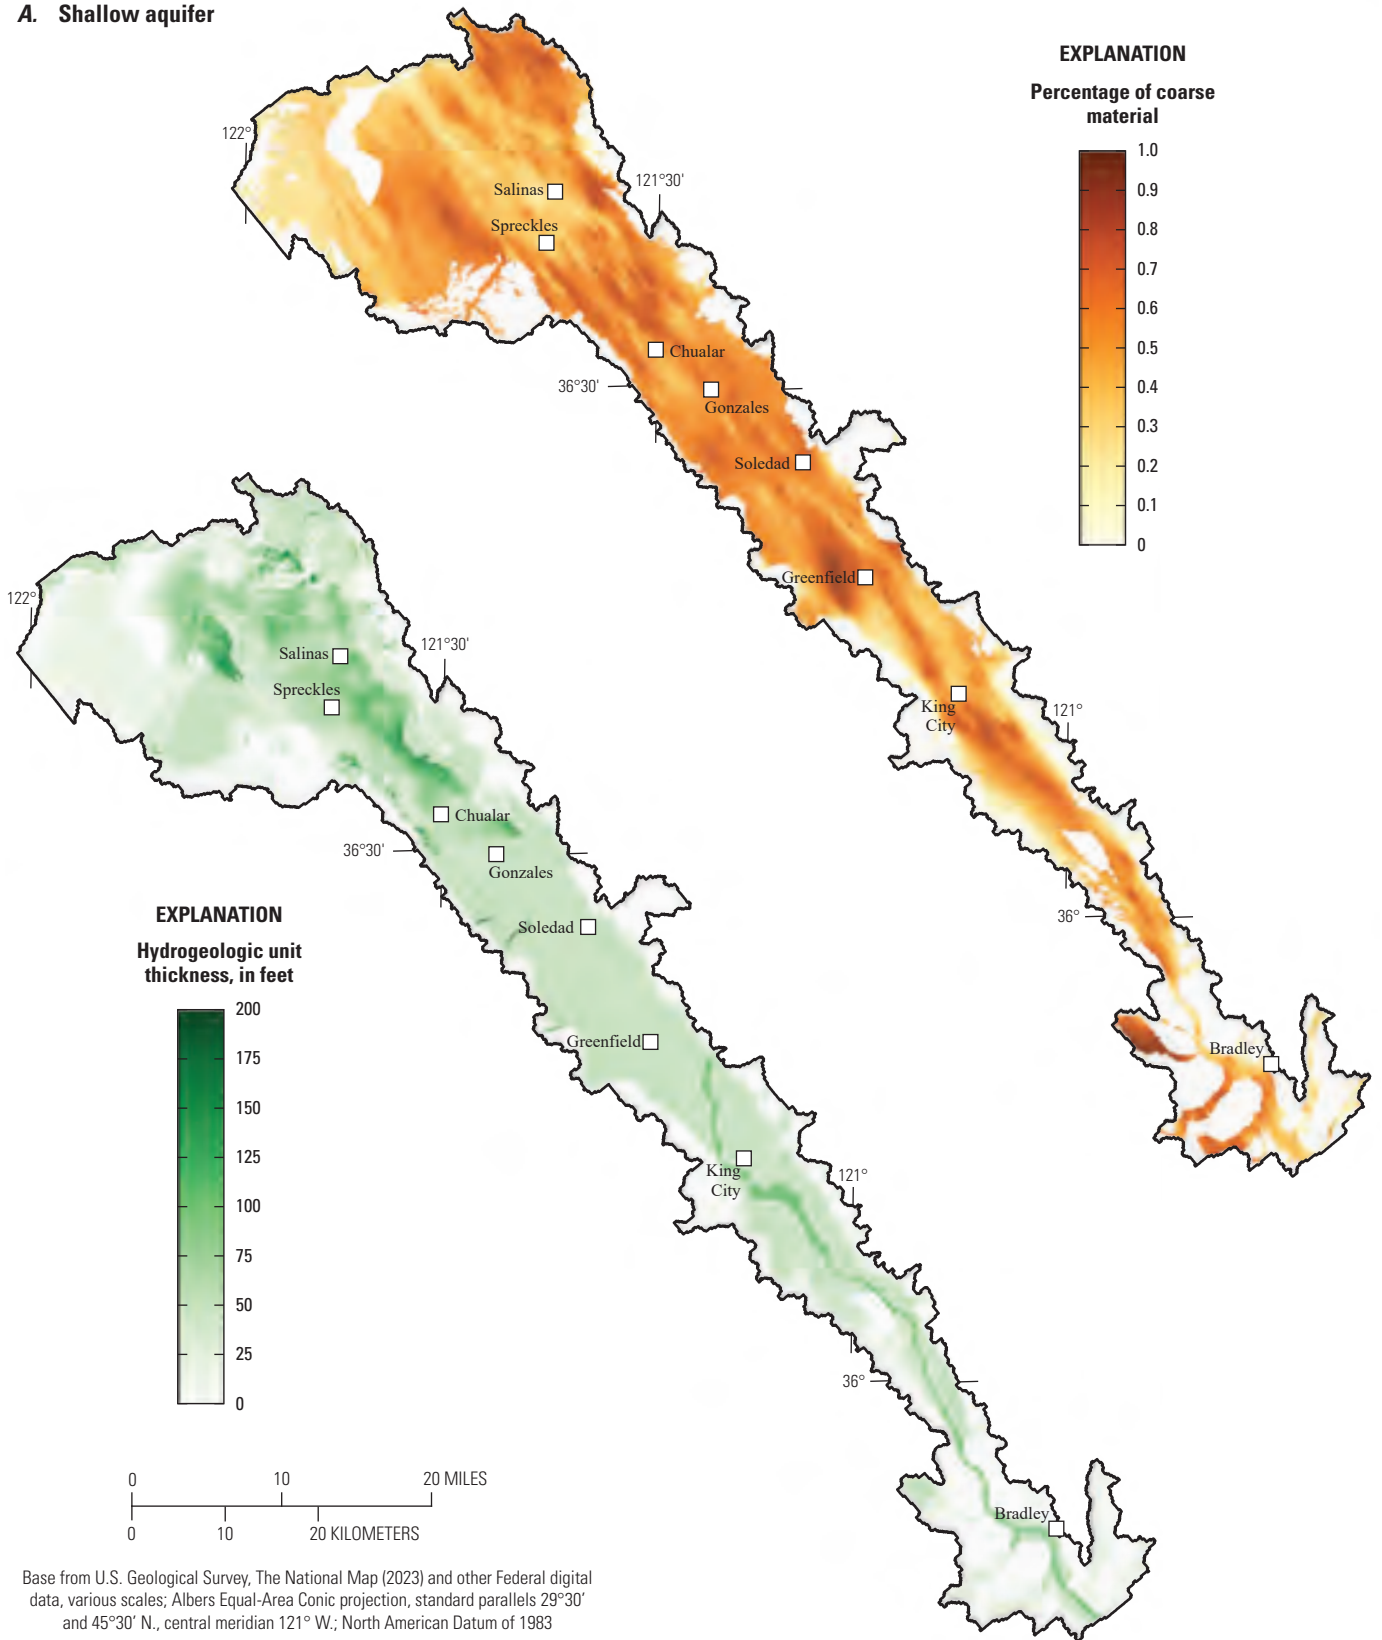 A. Shallow aquifer
EXPLANATION
Percentage of coarse
material
1.0
0.9
0.8
0.7
0.6
0.5
0.4
0.3
0.2
0.1
0
122°
Salinas
121°30'
Spreckles
Chualar
36°30'
Gonzales
Soledad
Greenfield
King
City
121°
36°
Bradley
122°
Salinas
121°30'
Spreckles
Chualar
36°30'
Gonzales
Soledad
Greenfield
King
City
121°
36°
Bradley
EXPLANATION
Hydrogeologic unit
thickness, in feet
200
175
150
125
100
75
50
25
0
0 10 20 MILES
0 10 20 KILOMETERS
Base from U.S. Geological Survey, The National Map (2023) and other Federal digital
data, various scales; Albers Equal-Area Conic projection, standard parallels 29°30'
and 45°30' N., central meridian 121° W.; North American Datum of 1983